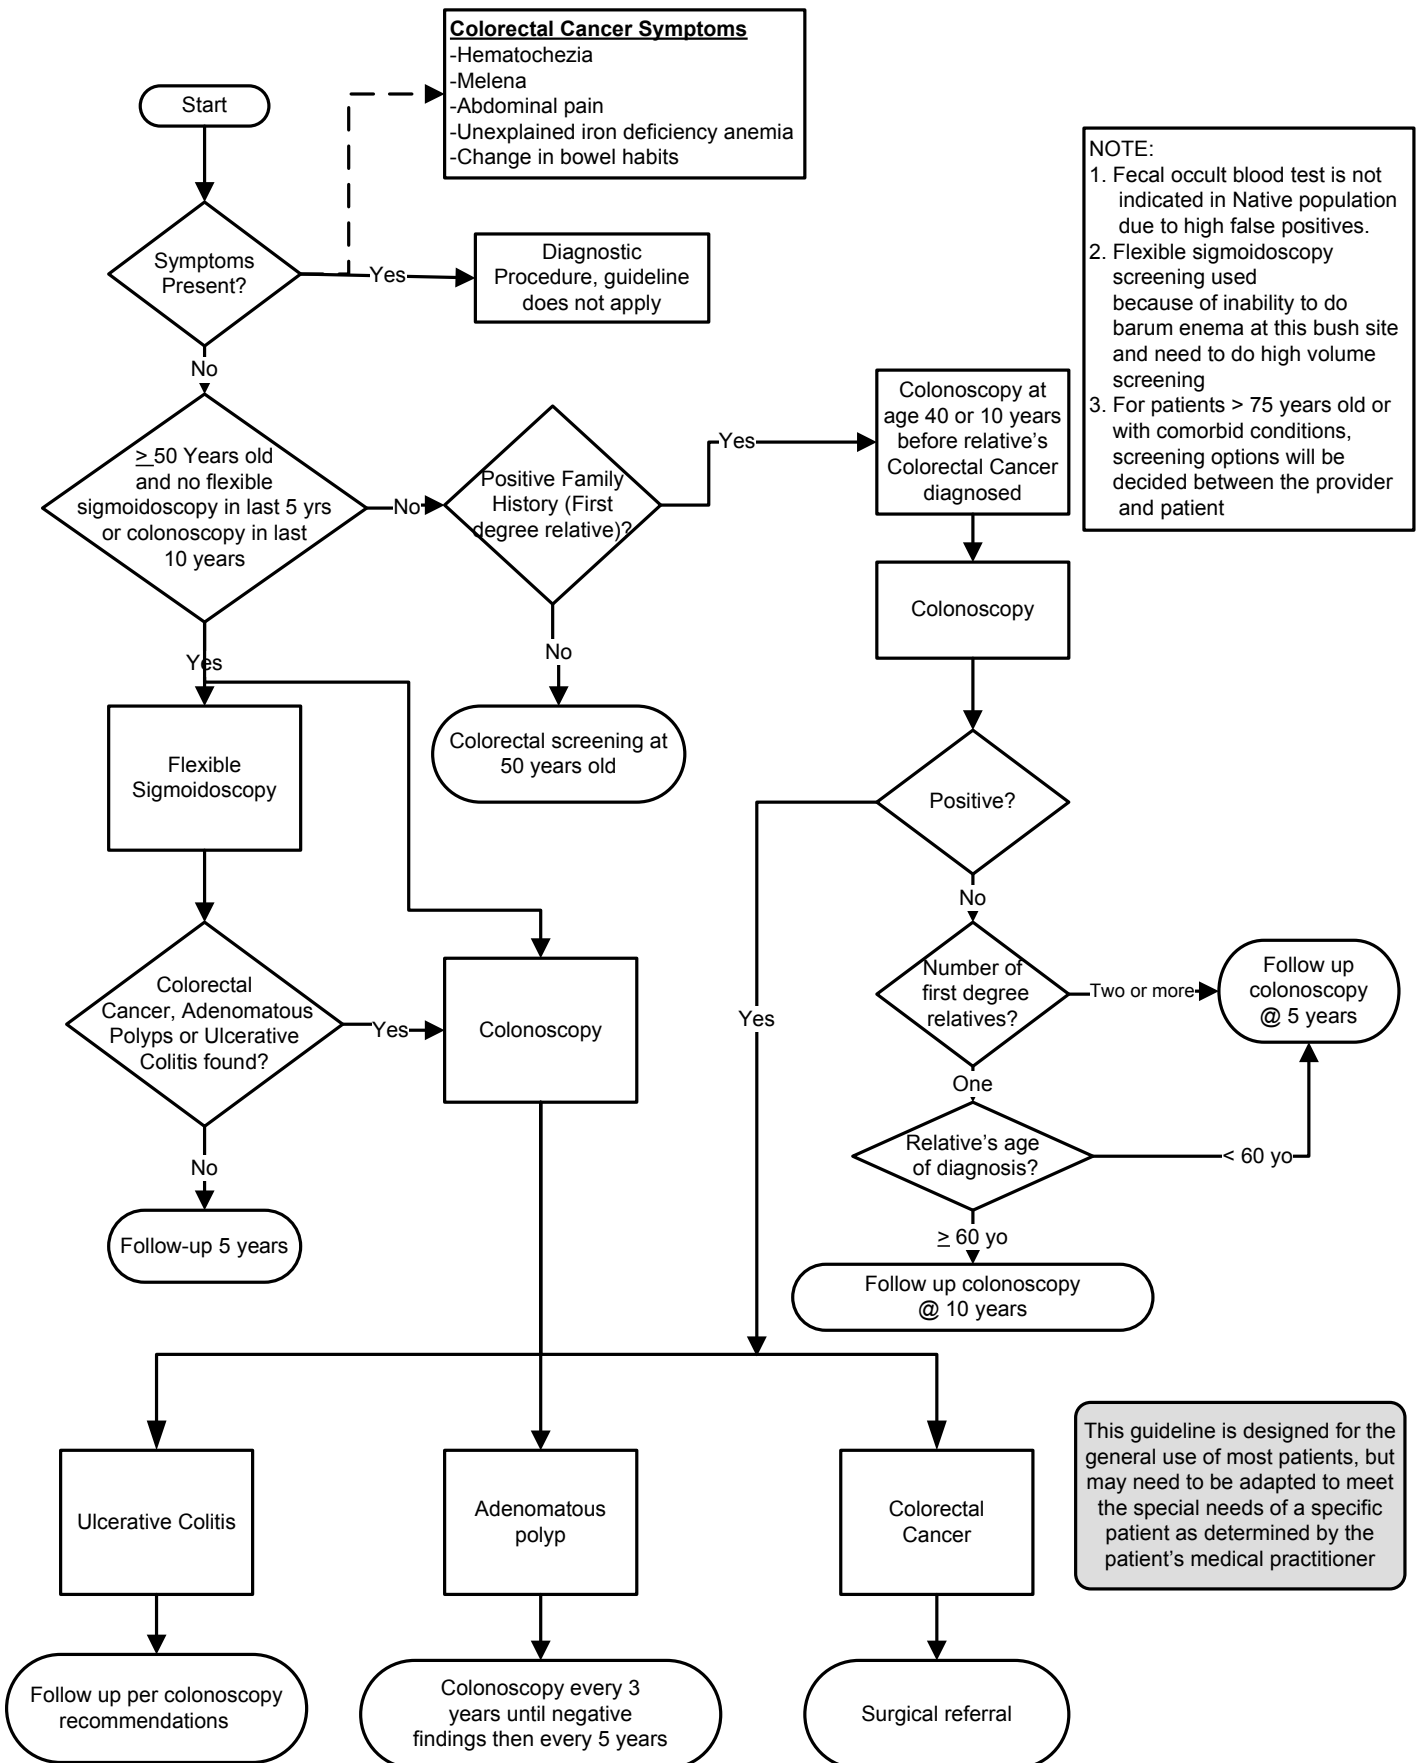 Colorectal Cancer Symptoms
-Hematochezia
-Melena
-Abdominal pain
-Unexplained iron deficiency anemia
-Change in bowel habits
Start
NOTE:
1. Fecal occult blood test is not
indicated in Native population
due to high false positives.
2. Flexible sigmoidoscopy
screening used
because of inability to do
barum enema at this bush site
and need to do high volume
screening
3. For patients > 75 years old or
with comorbid conditions,
screening options will be
decided between the provider
and patient
Symptoms
Present?
Yes
Diagnostic
Procedure, guideline
does not apply
No
≥ 50 Years old
and no flexible
sigmoidoscopy in last 5 yrs
or colonoscopy in last
10 years
No
Positive Family
History (First
degree relative)?
Yes
Colonoscopy at
age 40 or 10 years
before relative's
Colorectal Cancer
diagnosed
Colonoscopy
No
Colorectal screening at
50 years old
Yes
Flexible
Sigmoidoscopy
Positive?
No
Number of
first degree
relatives?
Two or more
Follow up
colonoscopy
@ 5 years
Colorectal
Cancer, Adenomatous
Polyps or Ulcerative
Colitis found?
Yes
Colonoscopy
Yes
One
Relative's age
of diagnosis?
< 60 yo
No
Follow-up 5 years
≥ 60 yo
Follow up colonoscopy
@ 10 years
Ulcerative Colitis
Adenomatous
polyp
Colorectal
Cancer
This guideline is designed for the
general use of most patients, but
may need to be adapted to meet
the special needs of a specific
patient as determined by the
patient's medical practitioner
Follow up per colonoscopy
recommendations
Colonoscopy every 3
years until negative
findings then every 5 years
Surgical referral